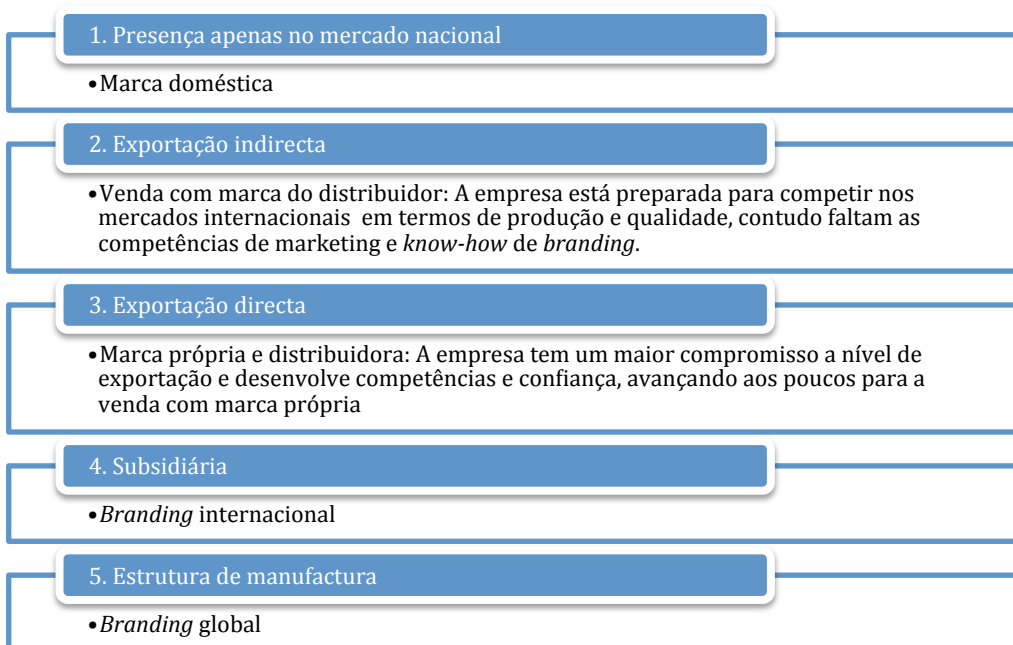 1. Presença apenas no mercado nacional
•Marca doméstica
2. Exportação indirecta
•Venda com marca do distribuidor: A empresa está preparada para competir nos
mercados internacionais em termos de produção e qualidade, contudo faltam as
competências de marketing e know-how de branding.
3. Exportação directa
•Marca própria e distribuidora: A empresa tem um maior compromisso a nível de
exportação e desenvolve competências e confiança, avançando aos poucos para a
venda com marca própria
4. Subsidiária
•Branding internacional
5. Estrutura de manufactura
•Branding global